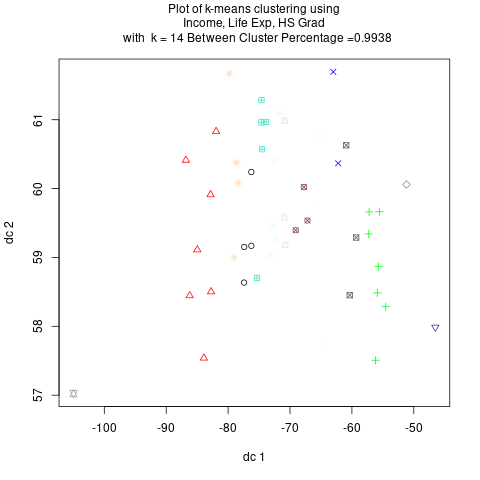 Plot of k-means clustering using
Income, Life Exp, HS Grad
with k = 14 Between Cluster Percentage =0.9938
61
60
59
58
57
dc 2
-100 -90 -80 -70 -60 -50
dc 1